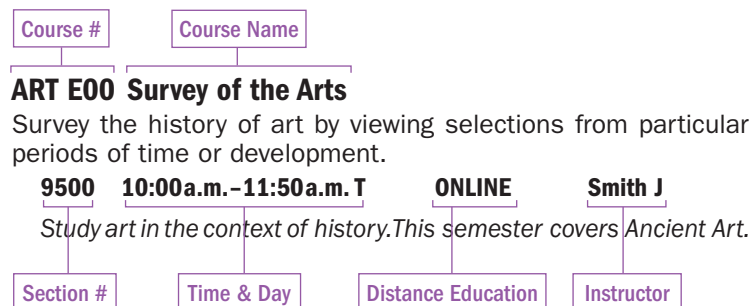 Course # Course Name
ART E00 Survey of the Arts
Survey the history of art by viewing selections from particular
periods of time or development.
9500 10:00a.m.–11:50a.m. T ONLINE Smith J
Study art in the context of history.This semester covers Ancient Art.
Section # Time & Day Distance Education Instructor